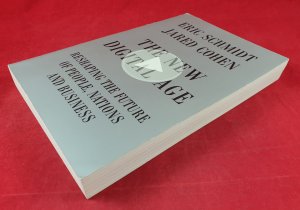 ERIC SCHMIDT
JARED COHEN
THE NEW
DIGITAL AGE
RESHAPING THE FUTURE
OF PEOPLE, NATIONS
AND BUSINESS